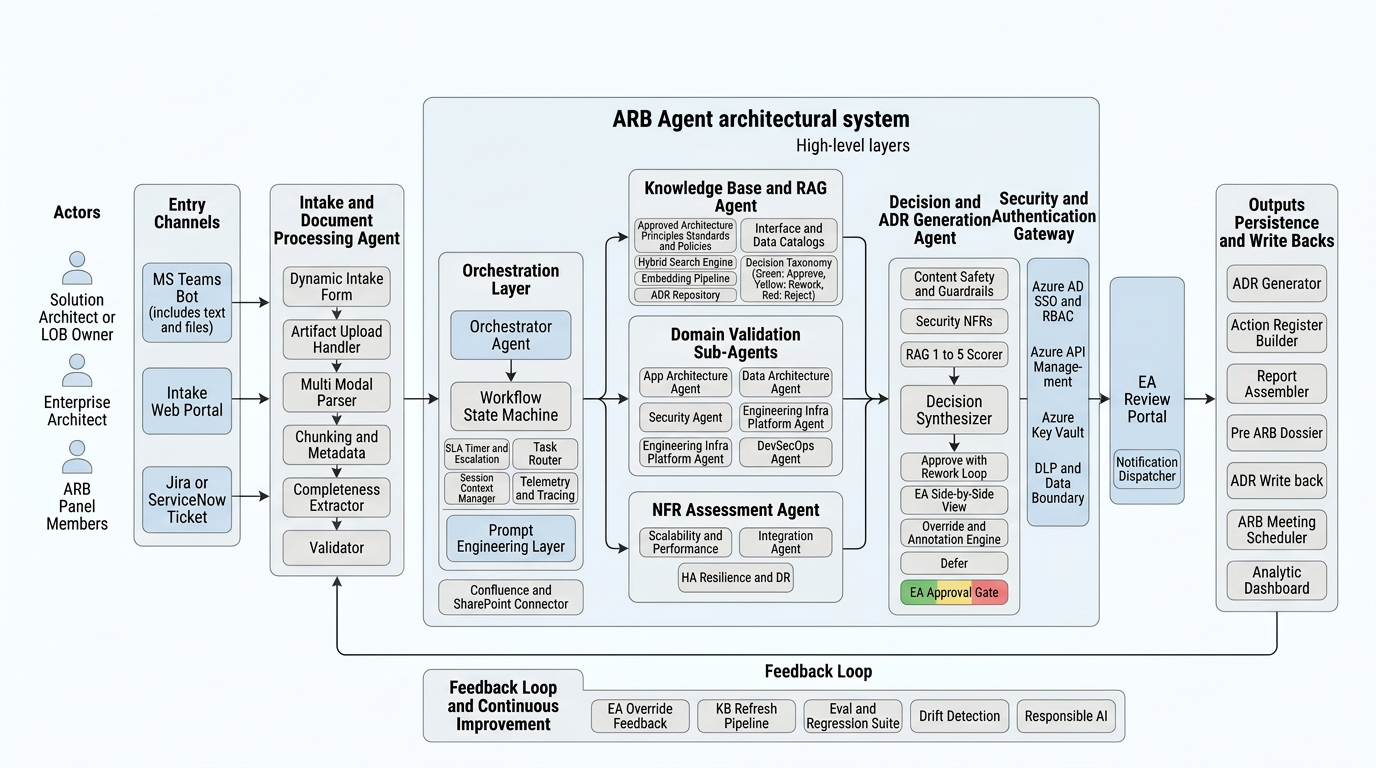 ARB Agent architectural system
High-level layers
Actors
Solution
Architect or
LOB Owner
Enterprise
Architect
ARB
Panel
Members
Entry
Channels
MS Teams
Bot
(includes text
and files)
Intake
Web Portal
Jira or
ServiceNow
Ticket
Intake and
Document
Processing Agent
Dynamic Intake
Form
Artifact Upload
Handler
Multi Modal
Parser
Chunking and
Metadata
Completeness
Extractor
Validator
Orchestration
Layer
Orchestrator
Agent
Workflow
State Machine
SLA Timer and
Escalation
Task
Router
Session
Context
Manager
Telemetry
and Tracing
Prompt
Engineering Layer
Confluence and
SharePoint Connector
Knowledge Base and RAG
Agent
Approved Architecture
Principles Standards
and Policies
Hybrid Search Engine
Embedding Pipeline
ADR Repository
Interface and
Data Catalogs
Decision Taxonomy
(Sreen: Approve,
Yellow: Rework,
Red: Reject)
Domain Validation
Sub-Agents
App Architecture
Agent
Data Architecture
Agent
Security Agent
Engineering Infra
Platform Agent
Engineering Infra
Platform Agent
DevSecOps
Agent
NFR Assessment Agent
Scalability and
Performance
Integration
Agent
HA Resilience and DR
Decision and
ADR Generation
Agent
Content Safety
and Guardrails
Security NFRs
RAG 1 to 5 Scorer
Decision
Synthesizer
Approve with
Rework Loop
EA Side-by-Side
View
Override and
Annotation Engine
Defer
EA Approval Gate
Security and
Authentication
Gateway
Azure AD
SSO and
RBAC
Azure API
Manage-
ment
Azure
Key Vault
DLP and
Data
Boundary
EA
Review
Portal
Notification
Dispatcher
Outputs
Persistence
and Write Backs
ADR Generator
Action Register
Builder
Report
Assembler
Pre ARB Dossier
ADR Write back
ARB Meeting
Scheduler
Analytic
Dashboard
Feedback Loop
Feedback Loop
and Continuous
Improvement
EA Override
Feedback
KB Refresh
Pipeline
Eval and
Regression Suite
Drift Detection
Responsible AI